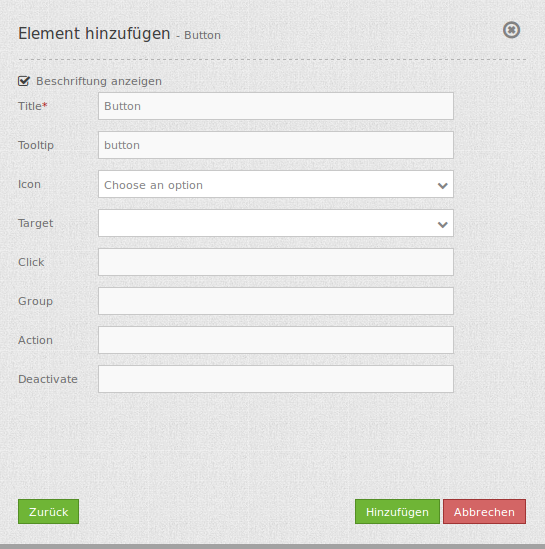 Element hinzufügen - Button
Beschriftung anzeigen
Title* Button
Tooltip button
Icon Choose an option
Target
Click
Group
Action
Deactivate
Zurück Hinzufügen Abbrechen